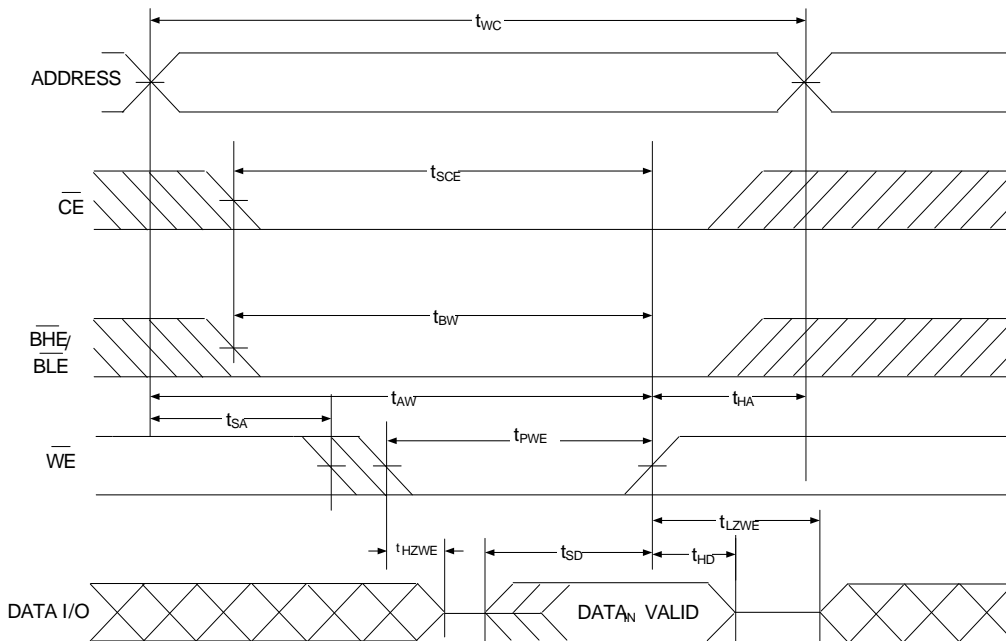 tWC
ADDRESS
tSCE
CE
tBW
BHE/
BLE
tAW
tHA
tSA
tPWE
WE
tLZWE
tHZWE
tSD
tHD
DATA I/O
DATAIN VALID